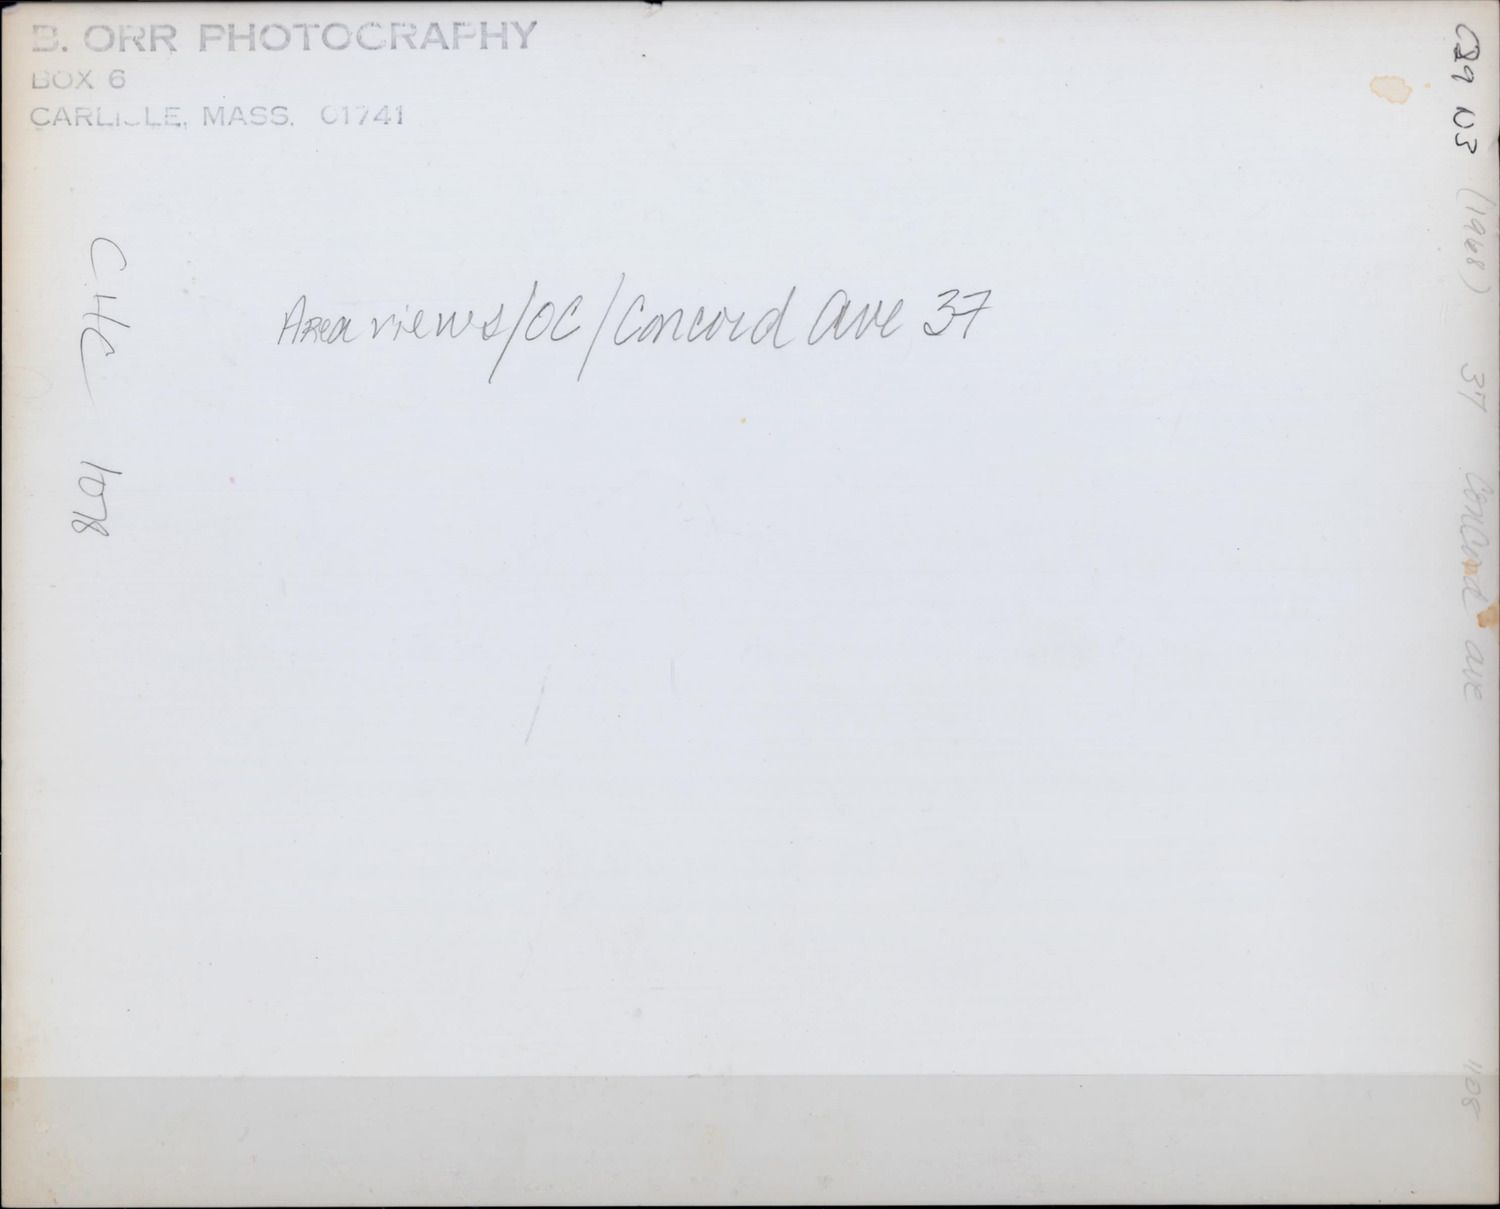 B. ORR PHOTOGRAPHY
BOX 6
CARLISLE, MASS. 01741
Area views/OC/Concord Ave 37
CHC 1078
C29 N3 (1968) 37 Concord Ave
1108